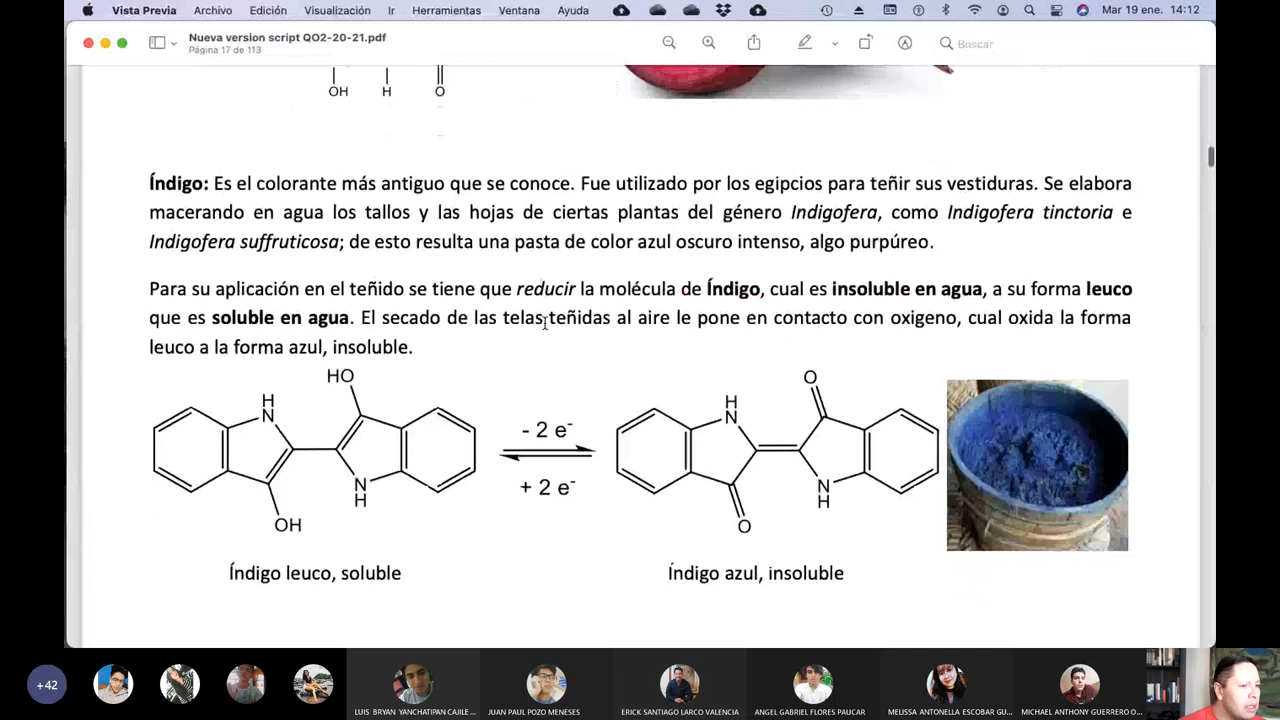 Vista Previa Archivo Edición Visualización Ir Herramientas Ventana Ayuda Mar 19 ene. 14:12
Nueva version script QO2-20-21.pdf
Página 17 de 113
Buscar
OH H O
Índigo: Es el colorante más antiguo que se conoce. Fue utilizado por los egipcios para teñir sus vestiduras. Se elabora
macerando en agua los tallos y las hojas de ciertas plantas del género Indigofera, como Indigofera tinctoria e
Indigofera suffruticosa; de esto resulta una pasta de color azul oscuro intenso, algo purpúreo.
Para su aplicación en el teñido se tiene que reducir la molécula de Índigo, cual es insoluble en agua, a su forma leuco
que es soluble en agua. El secado de las telas teñidas al aire le pone en contacto con oxigeno, cual oxida la forma
leuco a la forma azul, insoluble.
HO
O
H
N
H
N
- 2 e-
+ 2 e-
N
H
N
H
OH
O
Índigo leuco, soluble
Índigo azul, insoluble
+42
LUIS BRYAN YANCHATIPAN CAJILE...
JUAN PAUL POZO MENESES
ERICK SANTIAGO LARCO VALENCIA
ANGEL GABRIEL FLORES PAUCAR
MELISSA ANTONELLA ESCOBAR GU...
MICHAEL ANTHONY GUERRERO O...